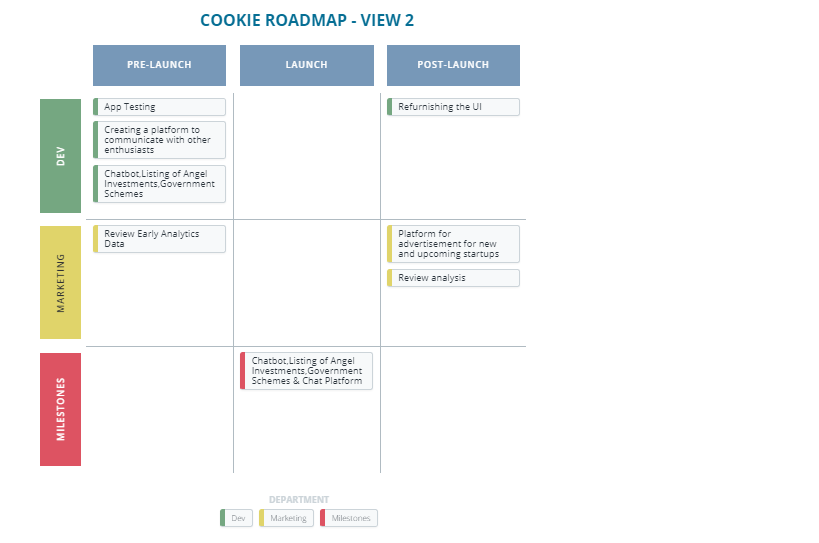 COOKIE ROADMAP - VIEW 2
PRE-LAUNCH
LAUNCH
POST-LAUNCH
DEV
App Testing
Creating a platform to
communicate with other
enthusiasts
Chatbot,Listing of Angel
Investments,Government
Schemes
Refurnishing the UI
MARKETING
Review Early Analytics
Data
Platform for
advertisement for new
and upcoming startups
Review analysis
MILESTONES
Chatbot,Listing of Angel
Investments,Government
Schemes & Chat Platform
DEPARTMENT
Dev
Marketing
Milestones